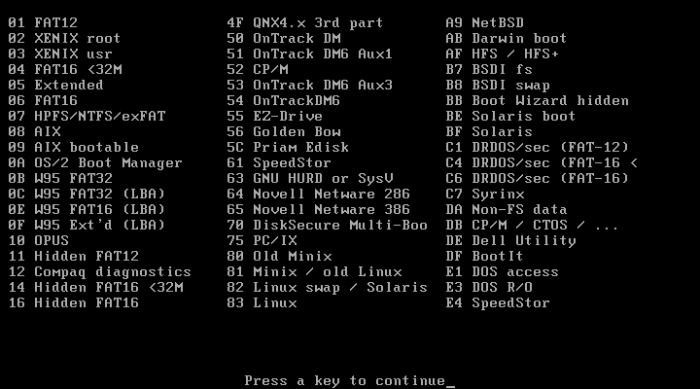 01 FAT12 4F QNX4.x 3rd part A9 NetBSD
02 XENIX root 50 OnTrack DM AB Darwin boot
03 XENIX usr 51 OnTrack DM6 Aux1 AF HFS / HFS+
04 FAT16 <32M 52 CP/M B7 BSDI fs
05 Extended 53 OnTrack DM6 Aux3 B8 BSDI swap
06 FAT16 54 OnTrackDM6 BB Boot Wizard hidden
07 HPFS/NTFS/exFAT 55 EZ-Drive BE Solaris boot
08 AIX 56 Golden Bow BF Solaris
09 AIX bootable 5C Priam Edisk C1 DRDOS/sec (FAT-12)
0A OS/2 Boot Manager 61 SpeedStor C4 DRDOS/sec (FAT-16 <
0B W95 FAT32 63 GNU HURD or SysV C6 DRDOS/sec (FAT-16)
0C W95 FAT32 (LBA) 64 Novell Netware 286 C7 Syrinx
0E W95 FAT16 (LBA) 65 Novell Netware 386 DA Non-FS data
0F W95 Ext'd (LBA) 70 DiskSecure Multi-Boo DB CP/M / CTOS / ...
10 OPUS 75 PC/IX DE Dell Utility
11 Hidden FAT12 80 Old Minix DF BootIt
12 Compaq diagnostics 81 Minix / old Linux E1 DOS access
14 Hidden FAT16 <32M 82 Linux swap / Solaris E3 DOS R/O
16 Hidden FAT16 83 Linux E4 SpeedStor
Press a key to continue_